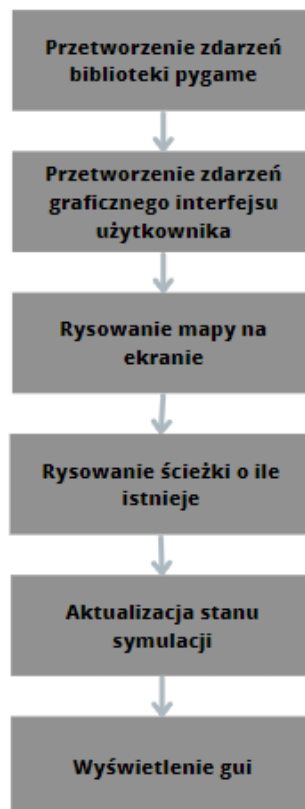 Przetworzenie zdarzeń
biblioteki pygame
Przetworzenie zdarzeń
graficznego interfejsu
użytkownika
Rysowanie mapy na
ekranie
Rysowanie ścieżki o ile
istnieje
Aktualizacja stanu
symulacji
Wyświetlenie gui